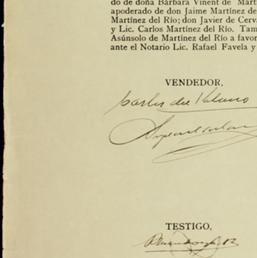 do de doña Bárbara Vinent de Mart
apoderado de don Jaime Martínez de
Martínez del Río; don Javier de Cerv
y Lic. Carlos Martínez del Río. Tam
Asúnsolo de Martínez del Río a favor
ante el Notario Lic. Rafael Favela y
VENDEDOR,
Carlos del
TESTIGO,